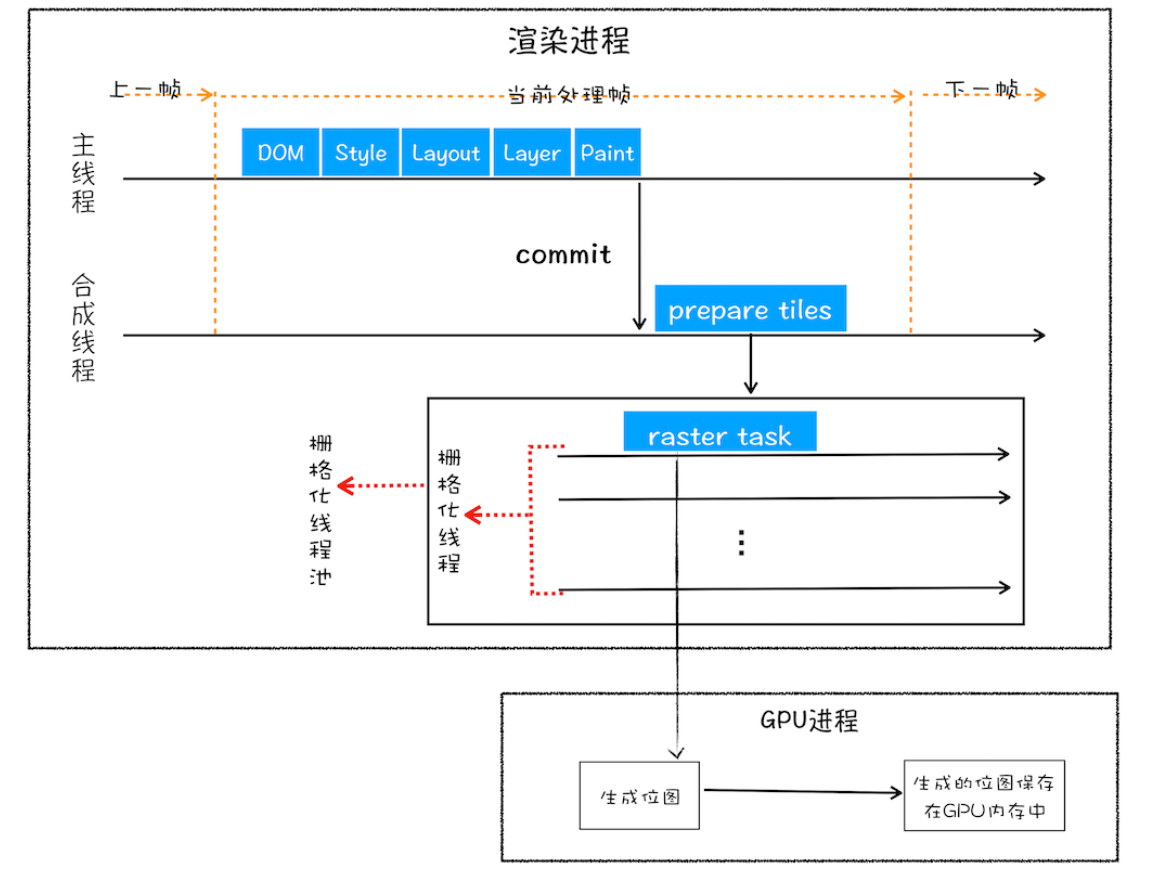 渲染进程
上一帧
当前处理帧
下一帧
主线程
DOM
Style
Layout
Layer
Paint
commit
合成线程
prepare tiles
raster task
栅格化线程池
栅格化线程
GPU进程
生成位图
生成的位图保存
在GPU内存中